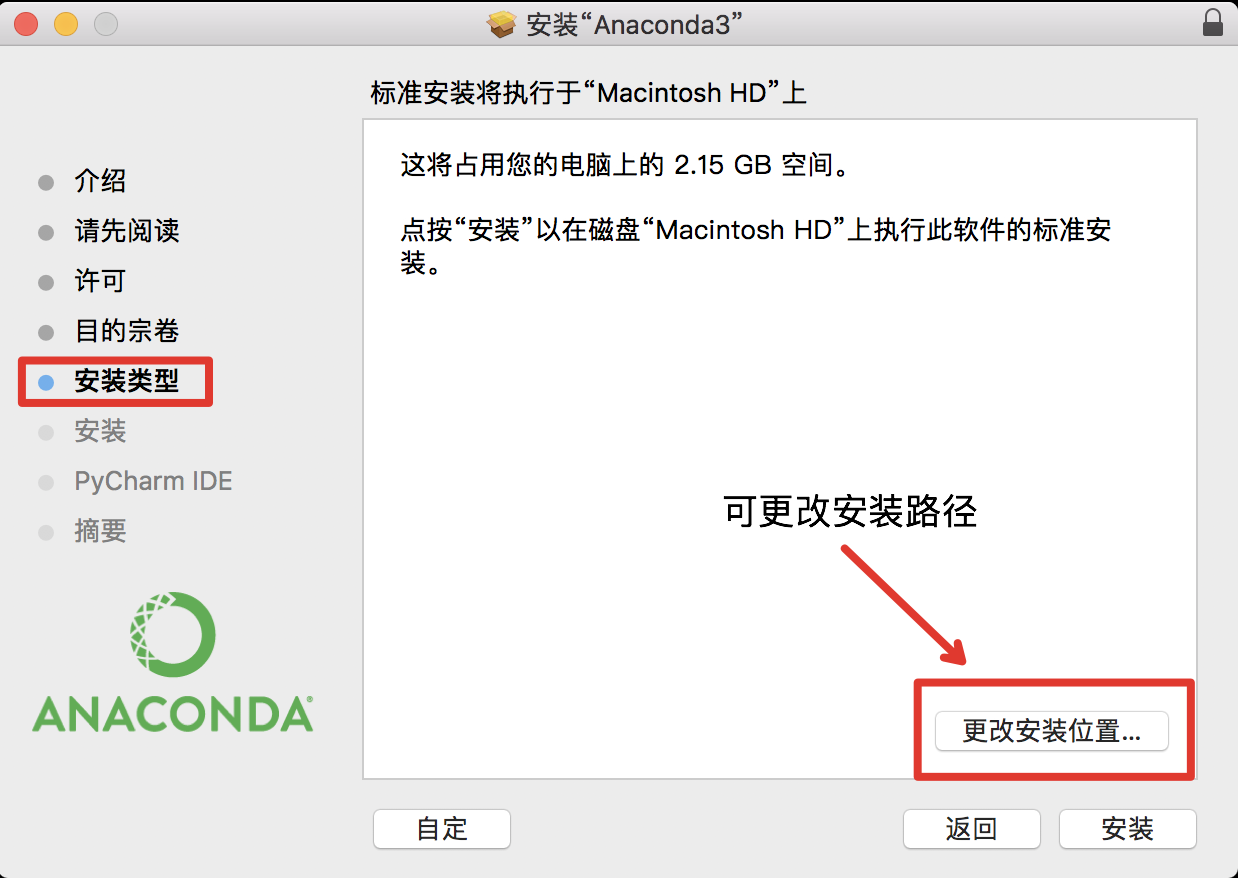 安装“Anaconda3”
标准安装将执行于“Macintosh HD”上
介绍
请先阅读
许可
目的宗卷
安装类型
安装
PyCharm IDE
摘要
ANACONDA®
这将占用您的电脑上的 2.15 GB 空间。
点按“安装”以在磁盘“Macintosh HD”上执行此软件的标准安
装。
可更改安装路径
更改安装位置...
自定
返回
安装